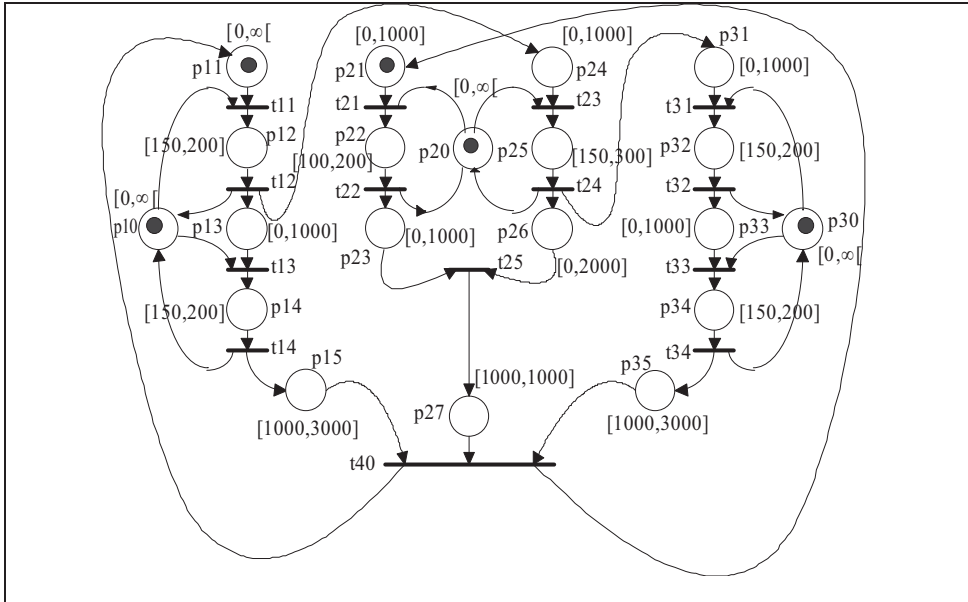 [0,∞[
p11
t11
p12
[150,200]
t12
[0,∞[
p10
p13
[0,1000]
t13
[150,200]
p14
t14
p15
[1000,3000]
[0,1000]
p21
t21
[0,∞[
p22
[100,200]
p20
t22
p23
[0,1000]
[0,1000]
p24
t23
p25
[150,300]
t24
p26
[0,2000]
t25
[1000,1000]
p27
t40
p31
[0,1000]
t31
p32
[150,200]
t32
[0,1000]
p33
p30
[0,∞[
t33
p34
[150,200]
t34
p35
[1000,3000]